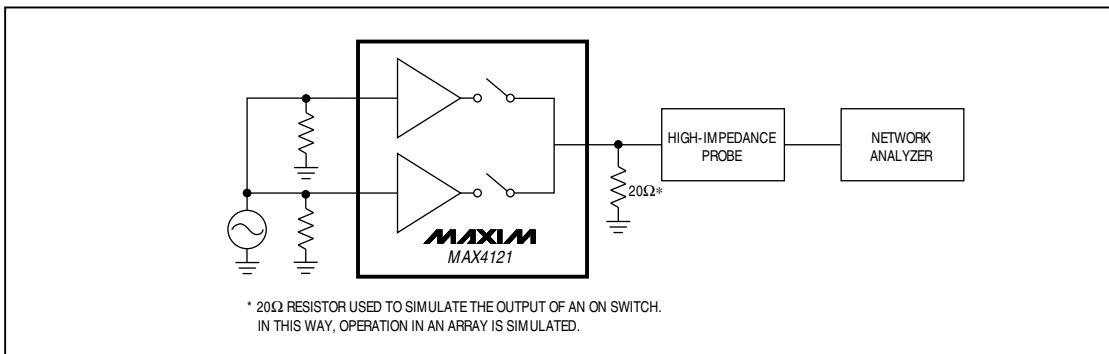 HIGH-IMPEDANCE
PROBE
NETWORK
ANALYZER
20Ω*
MAXIM
MAX4121
* 20Ω RESISTOR USED TO SIMULATE THE OUTPUT OF AN ON SWITCH.
IN THIS WAY, OPERATION IN AN ARRAY IS SIMULATED.